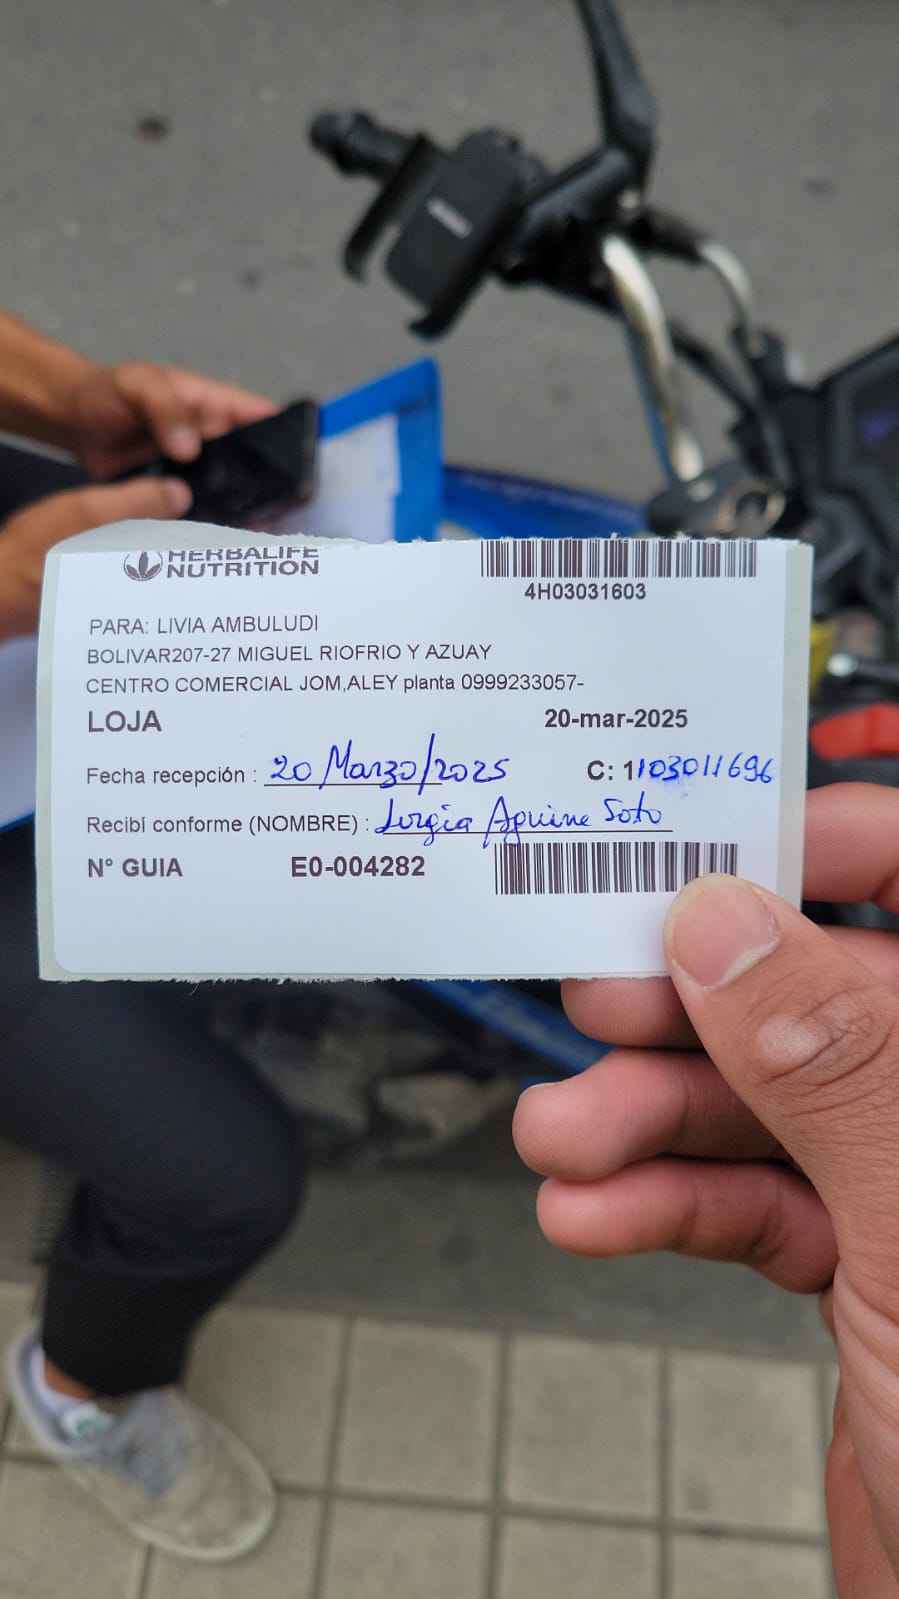 HERBALIFE
NUTRITION
4H03031603
PARA: LIVIA AMBULUDI
BOLIVAR207-27 MIGUEL RIOFRIO Y AZUAY
CENTRO COMERCIAL JOM,ALEY planta 0999233057-
LOJA 20-mar-2025
Fecha recepción : 20 Marzo/2025 C: 1103011696
Recibí conforme (NOMBRE) : Soto
N° GUIA E0-004282